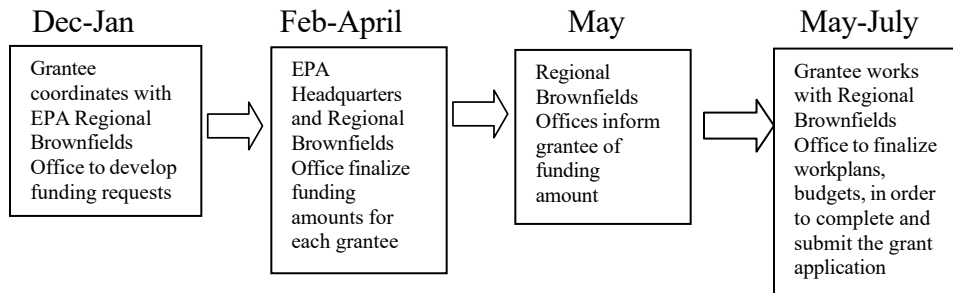 Dec-Jan
Grantee
coordinates with
EPA Regional
Brownfields
Office to develop
funding requests
Feb-April
EPA
Headquarters
and Regional
Brownfields
Office finalize
funding
amounts for
each grantee
May
Regional
Brownfields
Offices inform
grantee of
funding
amount
May-July
Grantee works
with Regional
Brownfields
Office to finalize
workplans,
budgets, in order
to complete and
submit the grant
application